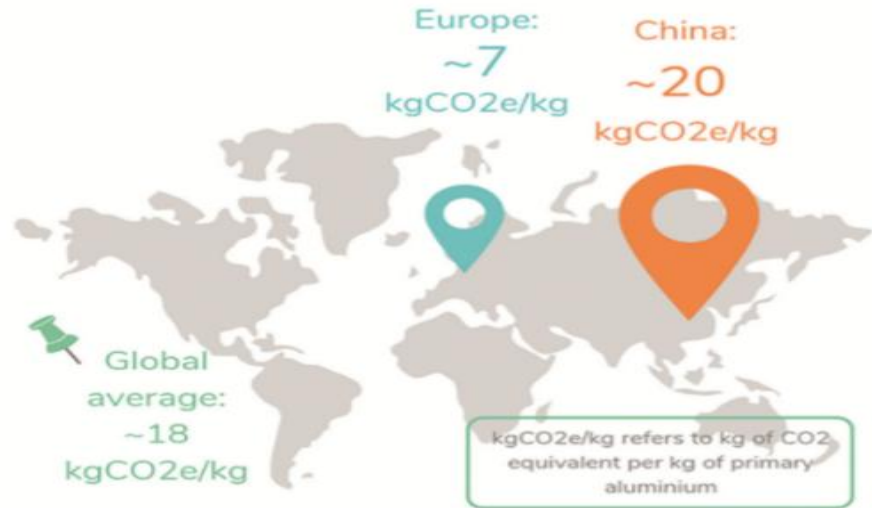 Europe:
~7
kgCO2e/kg
China:
~20
kgCO2e/kg
Global
average:
~18
kgCO2e/kg
kgCO2e/kg refers to kg of CO2
equivalent per kg of primary
aluminium